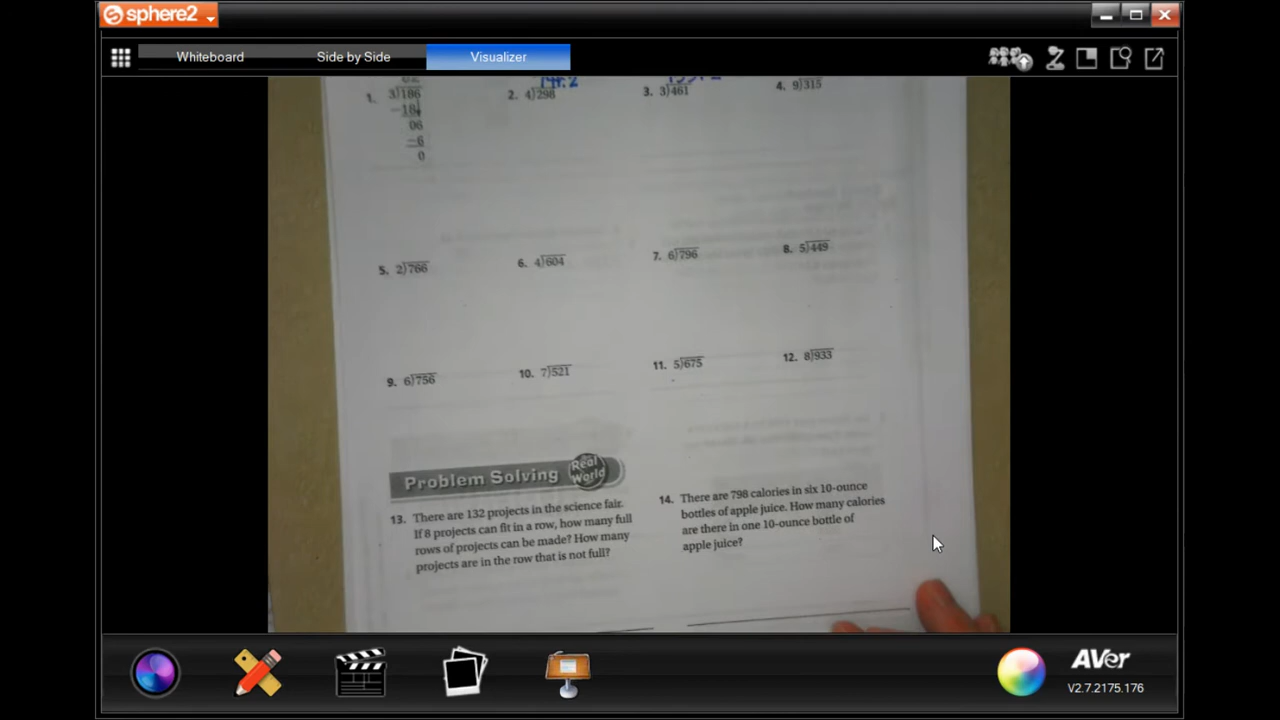 sphere2
Whiteboard Side by Side Visualizer
1. 3)186 2. 4)298 3. 3)461 4. 9)315
-18
06
-6
0
5. 2)766 6. 4)604 7. 6)796 8. 5)449
9. 6)756 10. 7)521 11. 5)675 12. 8)933
Problem Solving Real World
13. There are 132 projects in the science fair.
If 8 projects can fit in a row, how many full
rows of projects can be made? How many
projects are in the row that is not full?
14. There are 798 calories in six 10-ounce
bottles of apple juice. How many calories
are there in one 10-ounce bottle of
apple juice?
AVer
V2.7.2175.176